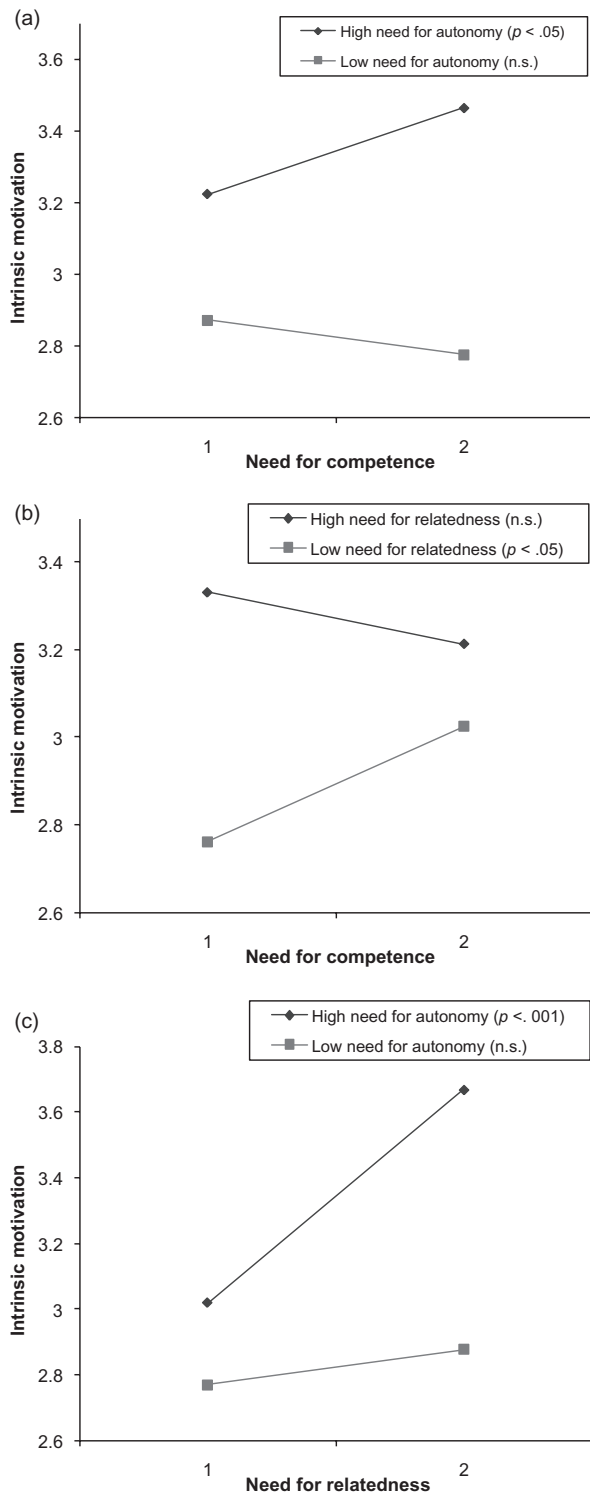 (a)
High need for autonomy (p < .05)
Low need for autonomy (n.s.)
3.6
3.4
3.2
3
2.8
2.6
Intrinsic motivation
1
2
Need for competence
(b)
High need for relatedness (n.s.)
Low need for relatedness (p < .05)
3.4
3.2
3
2.8
2.6
Intrinsic motivation
1
2
Need for competence
(c)
High need for autonomy (p <. 001)
Low need for autonomy (n.s.)
3.8
3.6
3.4
3.2
3
2.8
2.6
Intrinsic motivation
1
2
Need for relatedness